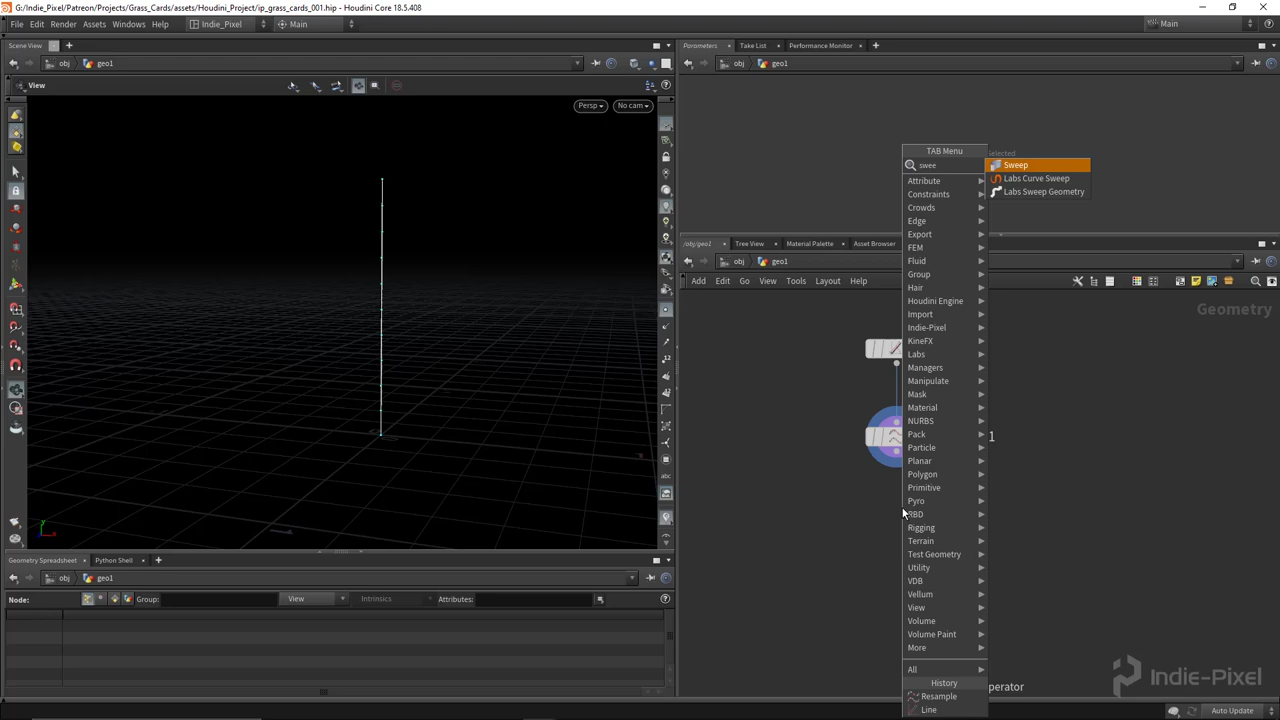 G:/Indie_Pixel/Patreon/Projects/Grass_Cards/assets/Houdini_Project/ip_grass_cards_001.hip - Houdini Core 18.5.408
File Edit Render Assets Windows Help Indie_Pixel Main Main
Scene View
obj geo1
View
Persp No cam
12
abc
y
x
Geometry Spreadsheet Python Shell
obj geo1
Node: Group: View Intrinsics Attributes:
Parameters Take List Performance Monitor
obj geo1
Selected
/obj/geo1 Tree View Material Palette Asset Browser
obj geo1
Add Edit Go View Tools Layout Help
Geometry
1
TAB Menu
swee
Attribute
Constraints
Crowds
Edge
Export
FEM
Fluid
Group
Hair
Houdini Engine
Import
Indie-Pixel
KineFX
Labs
Managers
Manipulate
Mask
Material
NURBS
Pack
Particle
Planar
Polygon
Primitive
Pyro
RBD
Rigging
Terrain
Test Geometry
Utility
VDB
Vellum
View
Volume
Volume Paint
More
All
History
Resample
Line
Sweep
Labs Curve Sweep
Labs Sweep Geometry
perator
Indie-Pixel
Auto Update